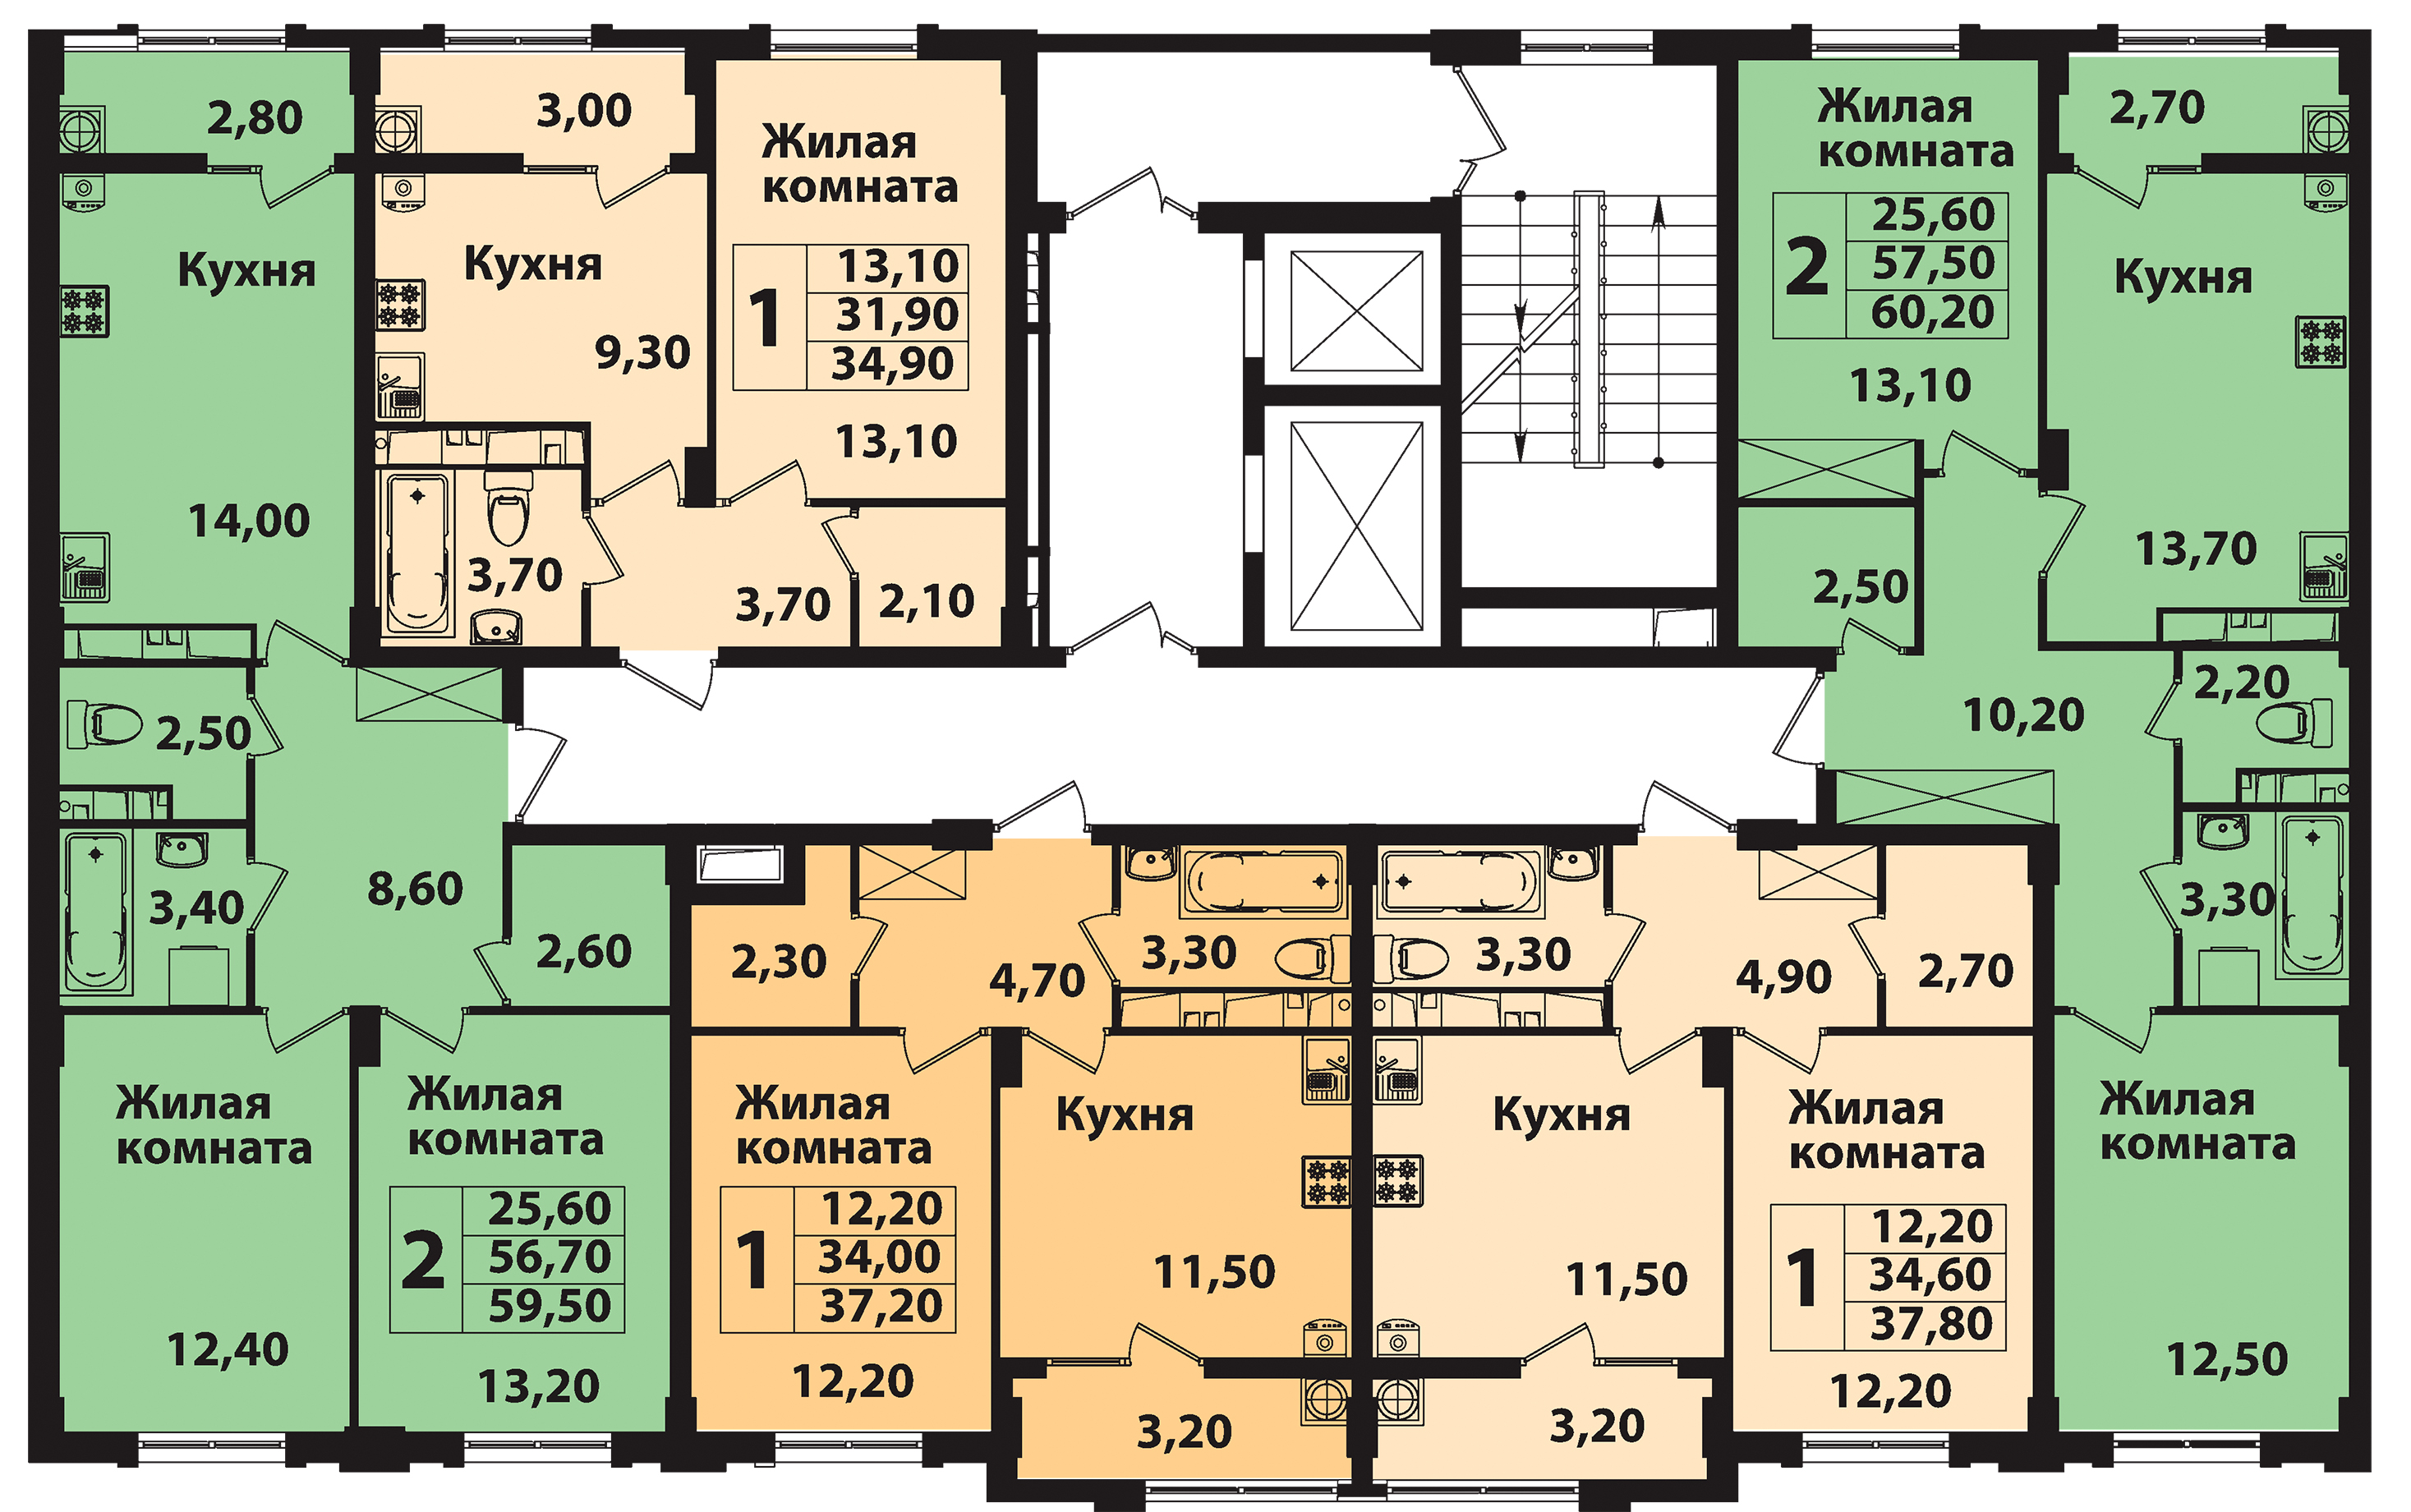 2,80
3,00
Жилая
комната
Жилая
комната
2,70
Кухня
Кухня
1
13,10
31,90
34,90
2
25,60
57,50
60,20
Кухня
9,30
13,10
13,10
14,00
3,70
3,70
2,10
2,50
13,70
2,50
2,20
10,20
3,40
8,60
2,60
2,30
4,70
3,30
3,30
4,90
2,70
3,30
Жилая
комната
Жилая
комната
Жилая
комната
Кухня
Кухня
Жилая
комната
Жилая
комната
2
25,60
56,70
59,50
1
12,20
34,00
37,20
11,50
11,50
1
12,20
34,60
37,80
12,40
13,20
12,20
3,20
3,20
12,20
12,50